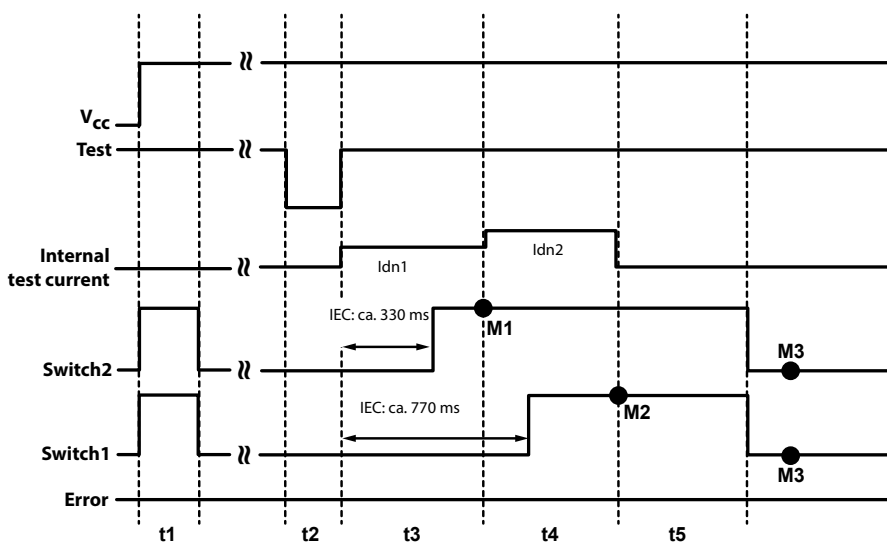 Vcc
Test
Internal
test current
Idn1
Idn2
IEC: ca. 330 ms
M1
Switch2
M3
IEC: ca. 770 ms
M2
Switch1
M3
Error
t1 t2 t3 t4 t5